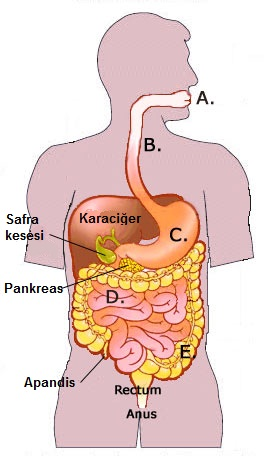 A.
B.
Karaciğer
Safra
kesesi
C.
Pankreas
D.
E.
Apandis
Rectum
Anus